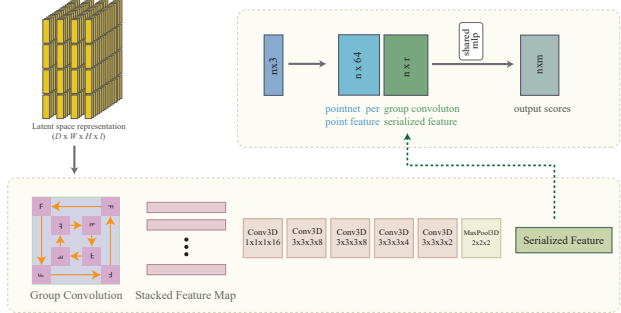 Latent space representation
(D x W x H x l)
nx3
n x 64
n x r
shared
mlp
nxm
pointnet per
point feature
group convoluton
serialized feature
output scores
Group Convolution
Stacked Feature Map
Conv3D
1x1x1x16
Conv3D
3x3x3x8
Conv3D
3x3x3x8
Conv3D
3x3x3x4
Conv3D
3x3x3x2
MaxPool3D
2x2x2
Serialized Feature